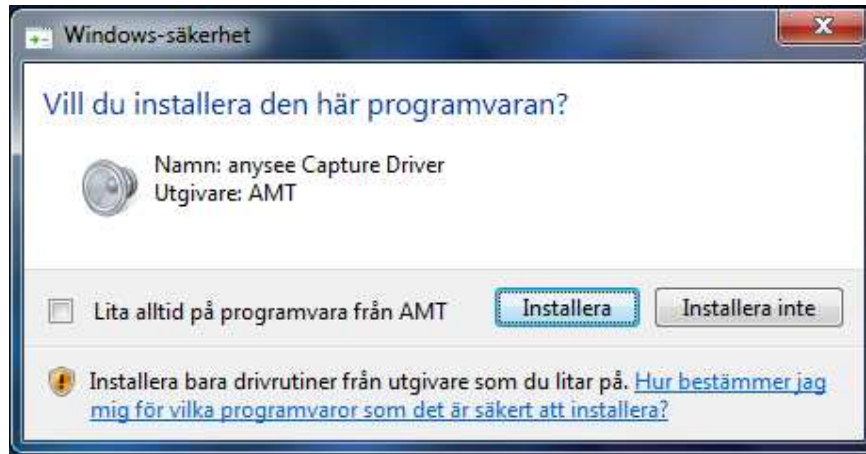 Windows-säkerhet
Vill du installera den här programvaran?
Namn: anysee Capture Driver
Utgivare: AMT
Lita alltid på programvara från AMT
Installera
Installera inte
Installera bara drivrutiner från utgivare som du litar på. Hur bestämmer jag
mig för vilka programvaror som det är säkert att installera?